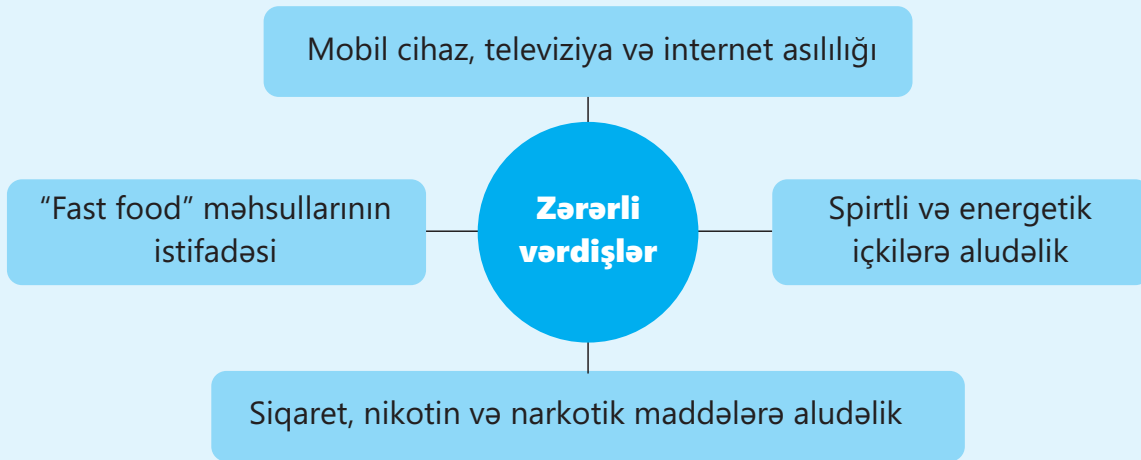 Mobil cihaz, televiziya və internet asılılığı
“Fast food” məhsullarının
istifadəsi
Zərərli
vərdişlər
Spirtli və energetik
içkilərə aludəlik
Siqaret, nikotin və narkotik maddələrə aludəlik